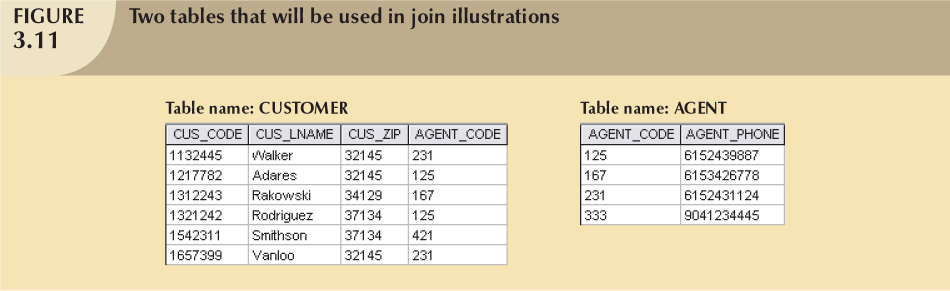 FIGURE 3.11
Two tables that will be used in join illustrations
Table name: CUSTOMER
CUS_CODE CUS_LNAME CUS_ZIP AGENT_CODE
1132445 Walker 32145 231
1217782 Adares 32145 125
1312243 Rakowski 34129 167
1321242 Rodriguez 37134 125
1542311 Smithson 37134 421
1657399 Vanloo 32145 231
Table name: AGENT
AGENT_CODE AGENT_PHONE
125 6152439887
167 6153426778
231 6152431124
333 9041234445